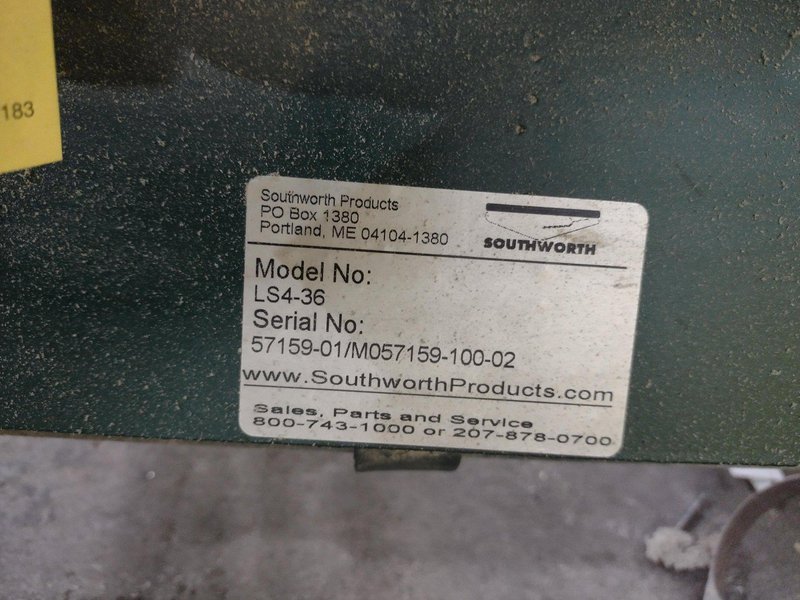 183
Southworth Products
PO Box 1380
Portland, ME 04104-1380
SOUTHWORTH
Model No:
LS4-36
Serial No:
57159-01/M057159-100-02
www.SouthworthProducts.com
Sales, Parts and Service
800-743-1000 or 207-878-0700